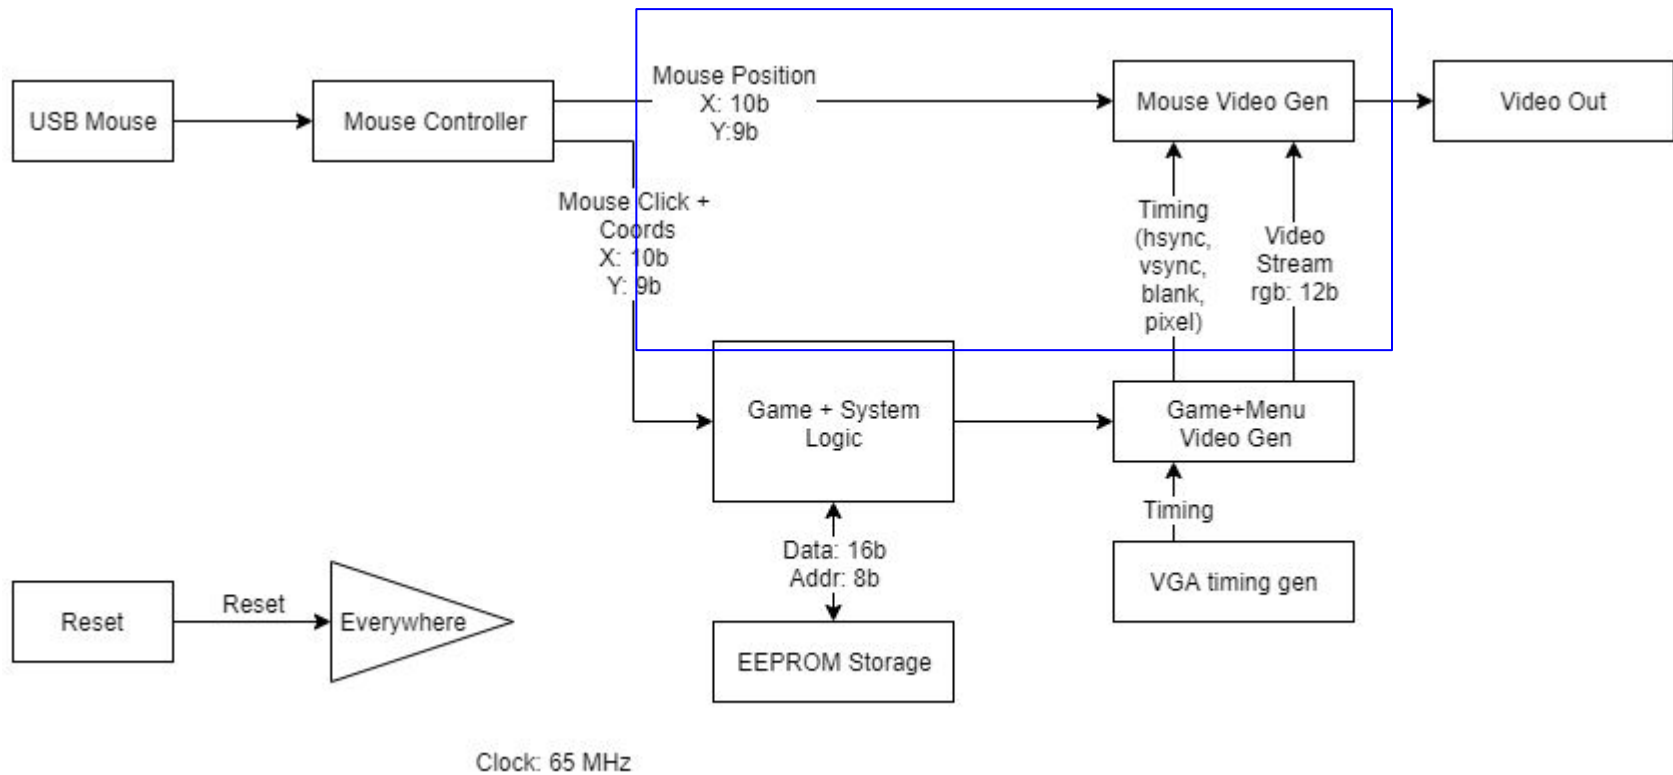 USB Mouse
Mouse Controller
Mouse Position
X: 10b
Y:9b
Mouse Video Gen
Video Out
Mouse Click +
Coords
X: 10b
Y: 9b
Timing
(hsync,
vsync,
blank,
pixel)
Video
Stream
rgb: 12b
Game + System
Logic
Game+Menu
Video Gen
Timing
VGA timing gen
Data: 16b
Addr: 8b
EEPROM Storage
Reset
Reset
Everywhere
Clock: 65 MHz